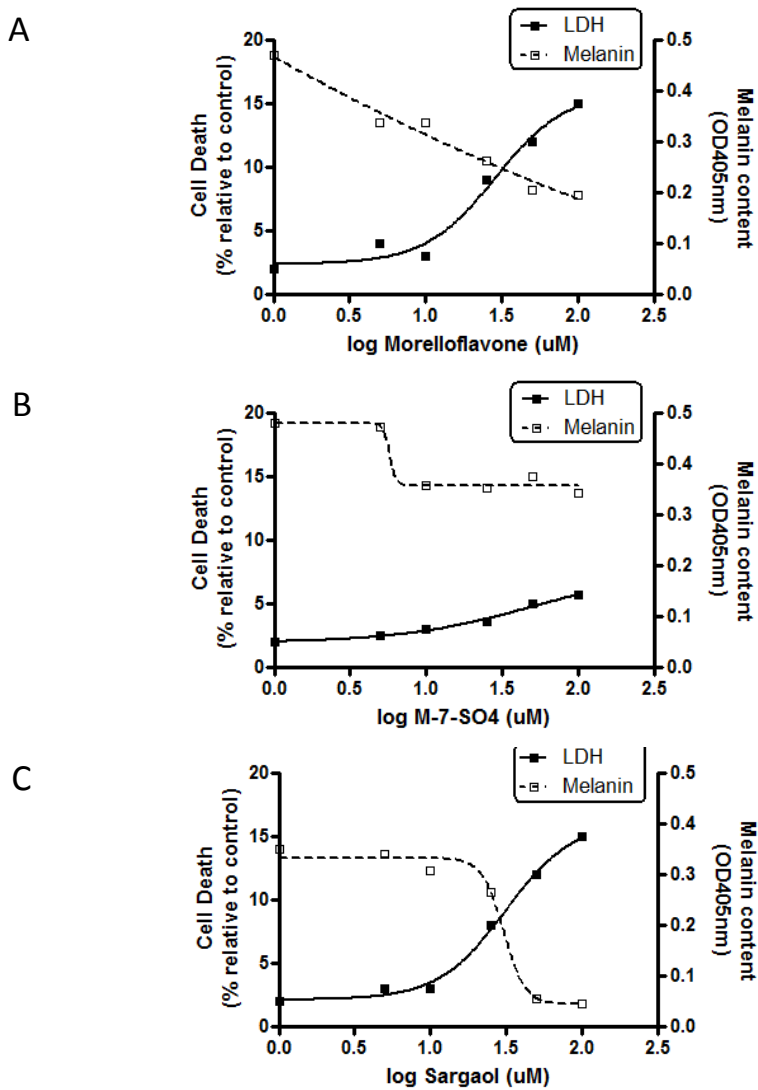 A
LDH
Melanin
20
15
10
5
0
Cell Death
(% relative to control)
0.5
0.4
0.3
0.2
0.1
0.0
Melanin content
(OD405nm)
0.0 0.5 1.0 1.5 2.0 2.5
log Morelloflavone (uM)
B
LDH
Melanin
20
15
10
5
0
Cell Death
(% relative to control)
0.5
0.4
0.3
0.2
0.1
0.0
Melanin content
(OD405nm)
0.0 0.5 1.0 1.5 2.0 2.5
log M-7-SO4 (uM)
C
LDH
Melanin
20
15
10
5
0
Cell Death
(% relative to control)
0.5
0.4
0.3
0.2
0.1
0.0
Melanin content
(OD405nm)
0.0 0.5 1.0 1.5 2.0 2.5
log Sargaol (uM)